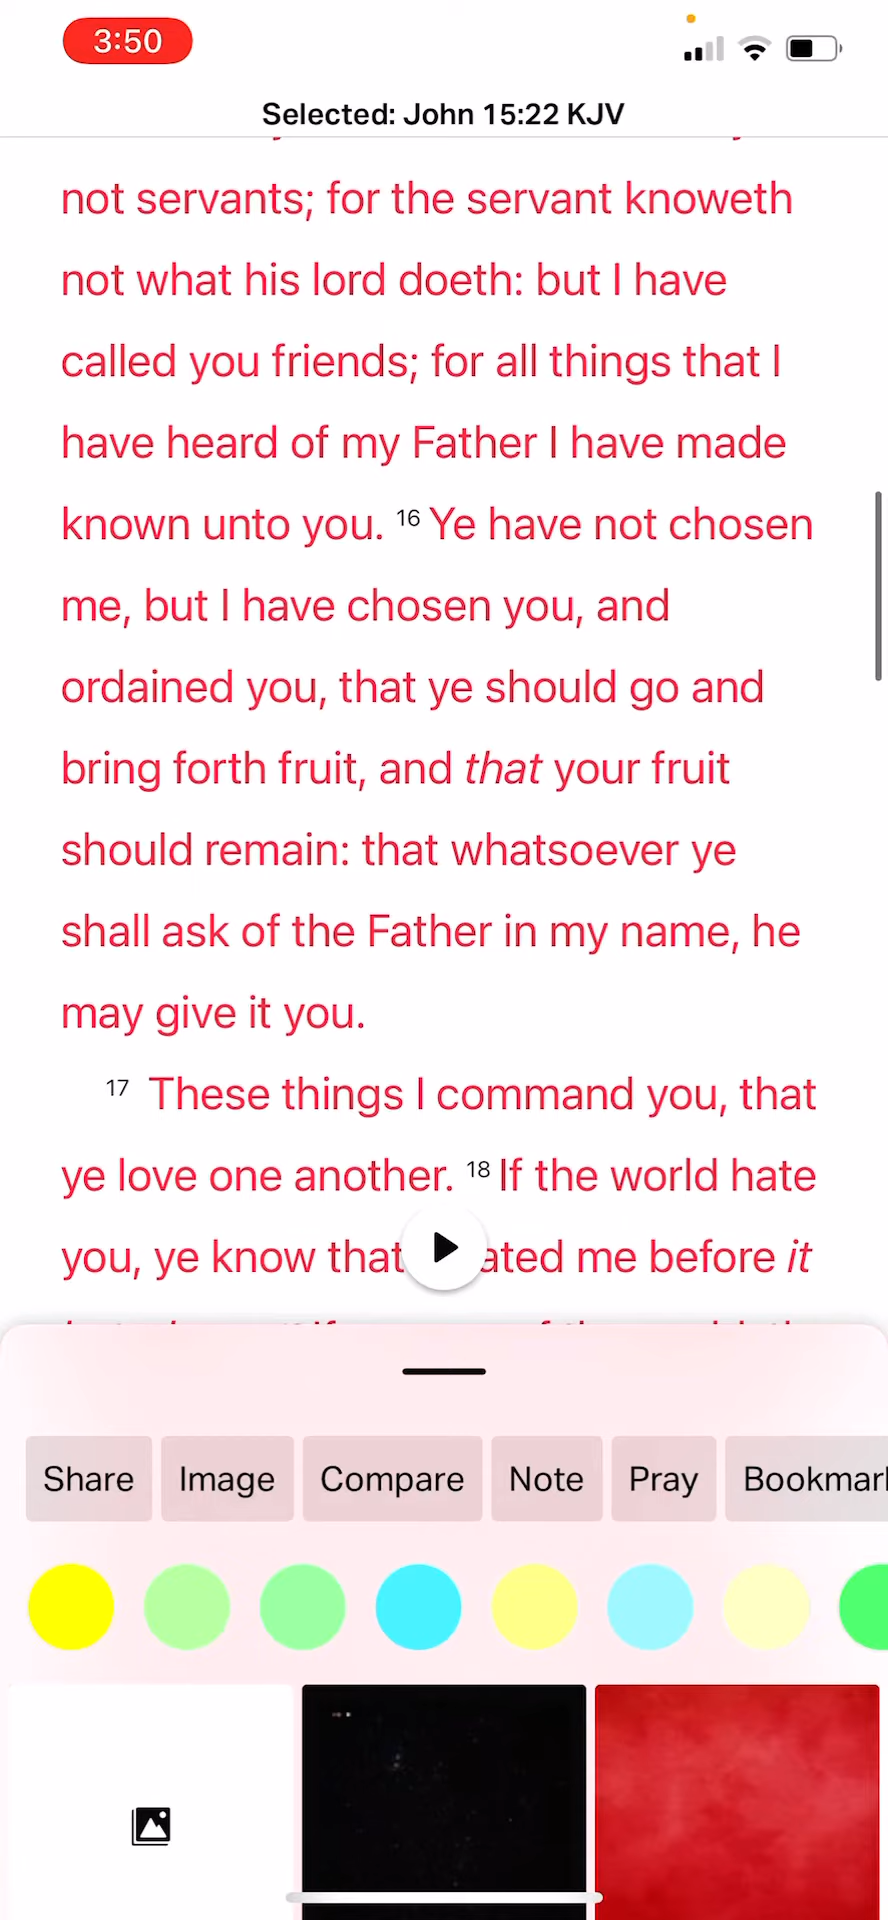 3:50
Selected: John 15:22 KJV
not servants; for the servant knoweth
not what his lord doeth: but I have
called you friends; for all things that I
have heard of my Father I have made
known unto you. 16 Ye have not chosen
me, but I have chosen you, and
ordained you, that ye should go and
bring forth fruit, and that your fruit
should remain: that whatsoever ye
shall ask of the Father in my name, he
may give it you.
17 These things I command you, that
ye love one another. 18 If the world hate
you, ye know that ated me before it
Share Image Compare Note Pray Bookmark